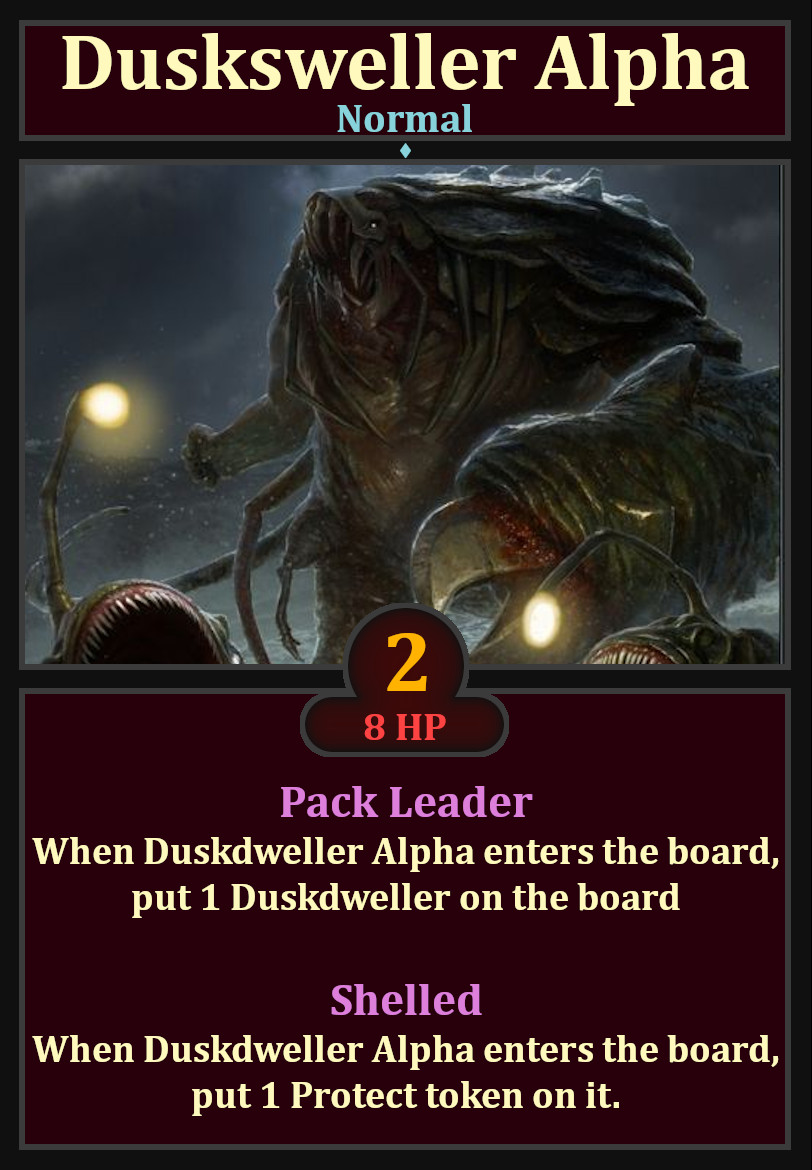 Dusksweller Alpha
Normal
2
8 HP
Pack Leader
When Duskdweller Alpha enters the board,
put 1 Duskdweller on the board
Shelled
When Duskdweller Alpha enters the board,
put 1 Protect token on it.